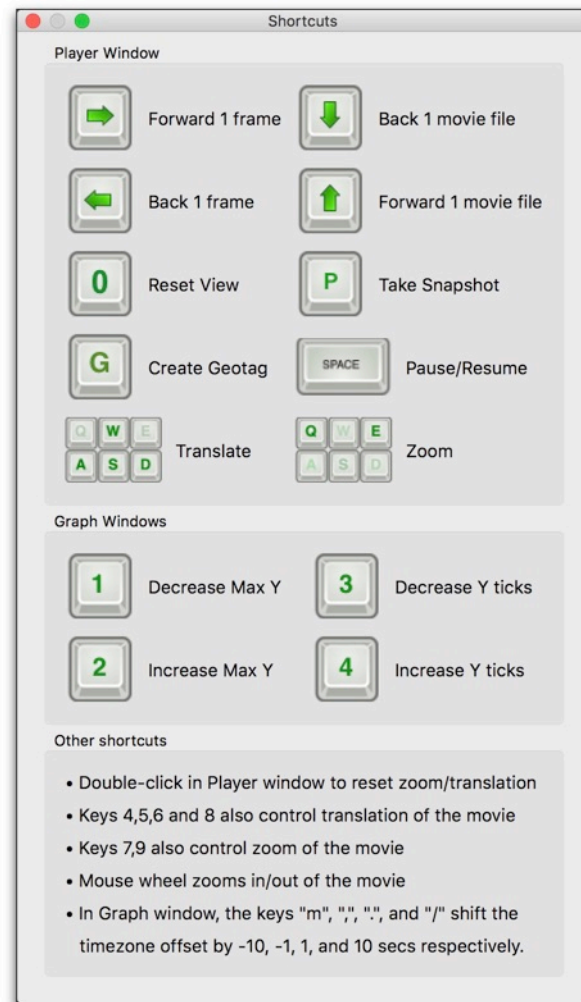 Shortcuts
Player Window
Forward 1 frame
Back 1 movie file
Back 1 frame
Forward 1 movie file
0 Reset View
P Take Snapshot
G Create Geotag
SPACE Pause/Resume
Q W E
A S D
Translate
Q W E
A S D
Zoom
Graph Windows
1 Decrease Max Y
3 Decrease Y ticks
2 Increase Max Y
4 Increase Y ticks
Other shortcuts
• Double-click in Player window to reset zoom/translation
• Keys 4,5,6 and 8 also control translation of the movie
• Keys 7,9 also control zoom of the movie
• Mouse wheel zooms in/out of the movie
• In Graph window, the keys "m", ",", ".", and "/" shift the
timezone offset by -10, -1, 1, and 10 secs respectively.